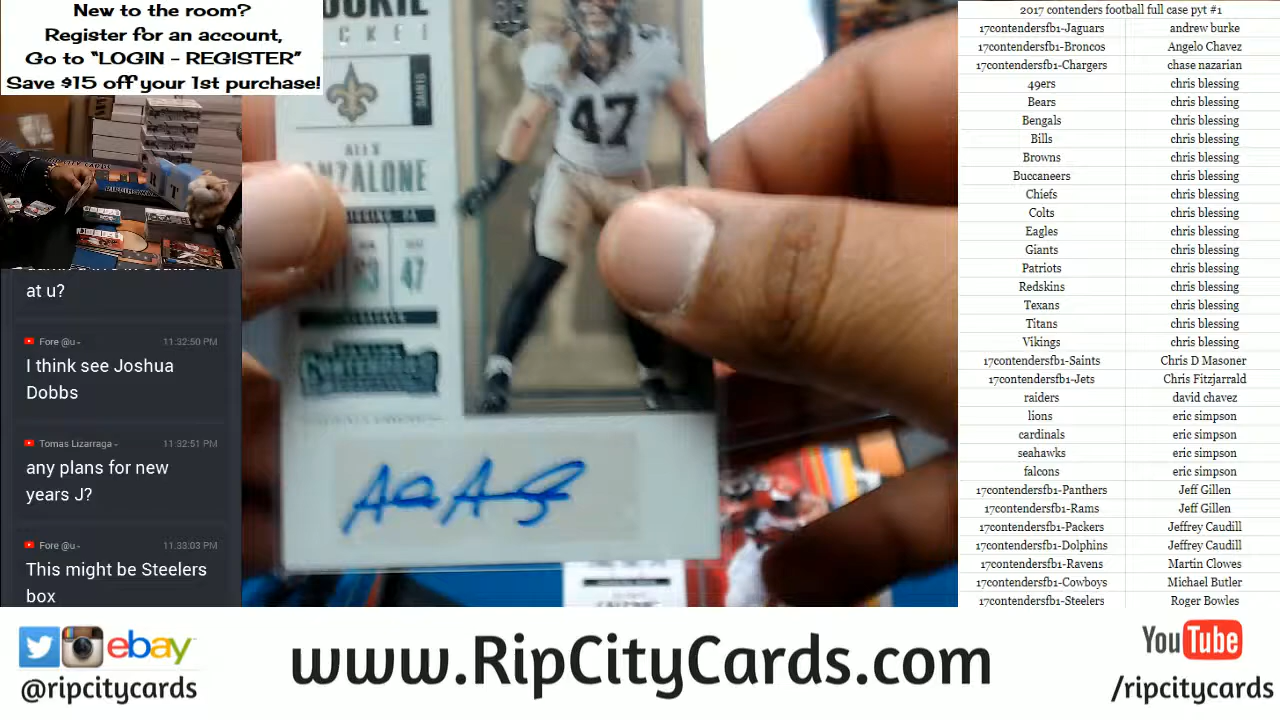 New to the room?
Register for an account,
Go to "LOGIN - REGISTER"
Save $15 off your 1st purchase!
at u?
Fore @u -
11:32:50 PM
I think see Joshua
Dobbs
Tomas Lizarraga -
11:32:51 PM
any plans for new
years J?
Fore @u -
11:33:03 PM
This might be Steelers
box
SAINTS
ALEX
47
47
2017 contenders football full case pyt #1
17contendersfb1-Jaguars andrew burke
17contendersfb1-Broncos Angelo Chavez
17contendersfb1-Chargers chase nazarian
49ers chris blessing
Bears chris blessing
Bengals chris blessing
Bills chris blessing
Browns chris blessing
Buccaneers chris blessing
Chiefs chris blessing
Colts chris blessing
Eagles chris blessing
Giants chris blessing
Patriots chris blessing
Redskins chris blessing
Texans chris blessing
Titans chris blessing
Vikings chris blessing
17contendersfb1-Saints Chris D Masoner
17contendersfb1-Jets Chris Fitzjarrald
raiders david chavez
lions eric simpson
cardinals eric simpson
seahawks eric simpson
falcons eric simpson
17contendersfb1-Panthers Jeff Gillen
17contendersfb1-Rams Jeff Gillen
17contendersfb1-Packers Jeffrey Caudill
17contendersfb1-Dolphins Jeffrey Caudill
17contendersfb1-Ravens Martin Clowes
17contendersfb1-Cowboys Michael Butler
17contendersfb1-Steelers Roger Bowles
ebay
@ripcitycards
www.RipCityCards.com
YouTube
/ripcitycards